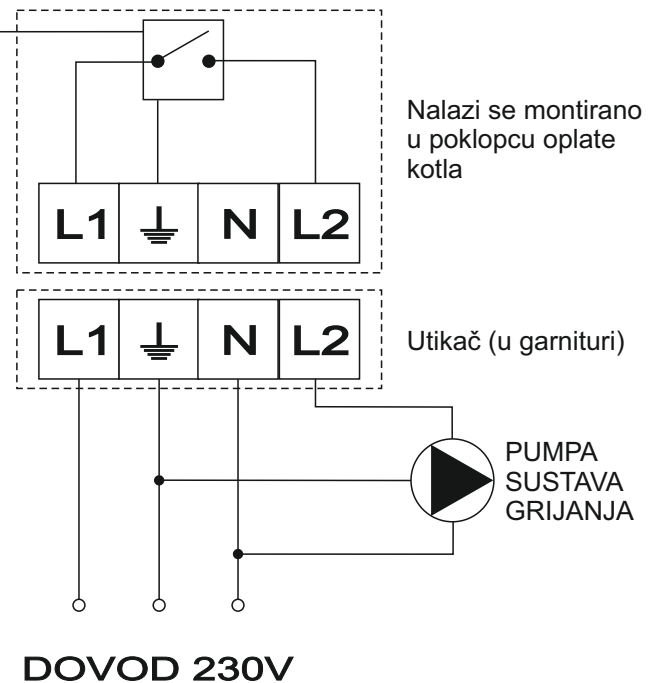 Nalazi se montirano
u poklopcu oplate
kotla
L1 N L2
L1 N L2
Utikač (u garnituri)
PUMPA
SUSTAVA
GRIJANJA
DOVOD 230V